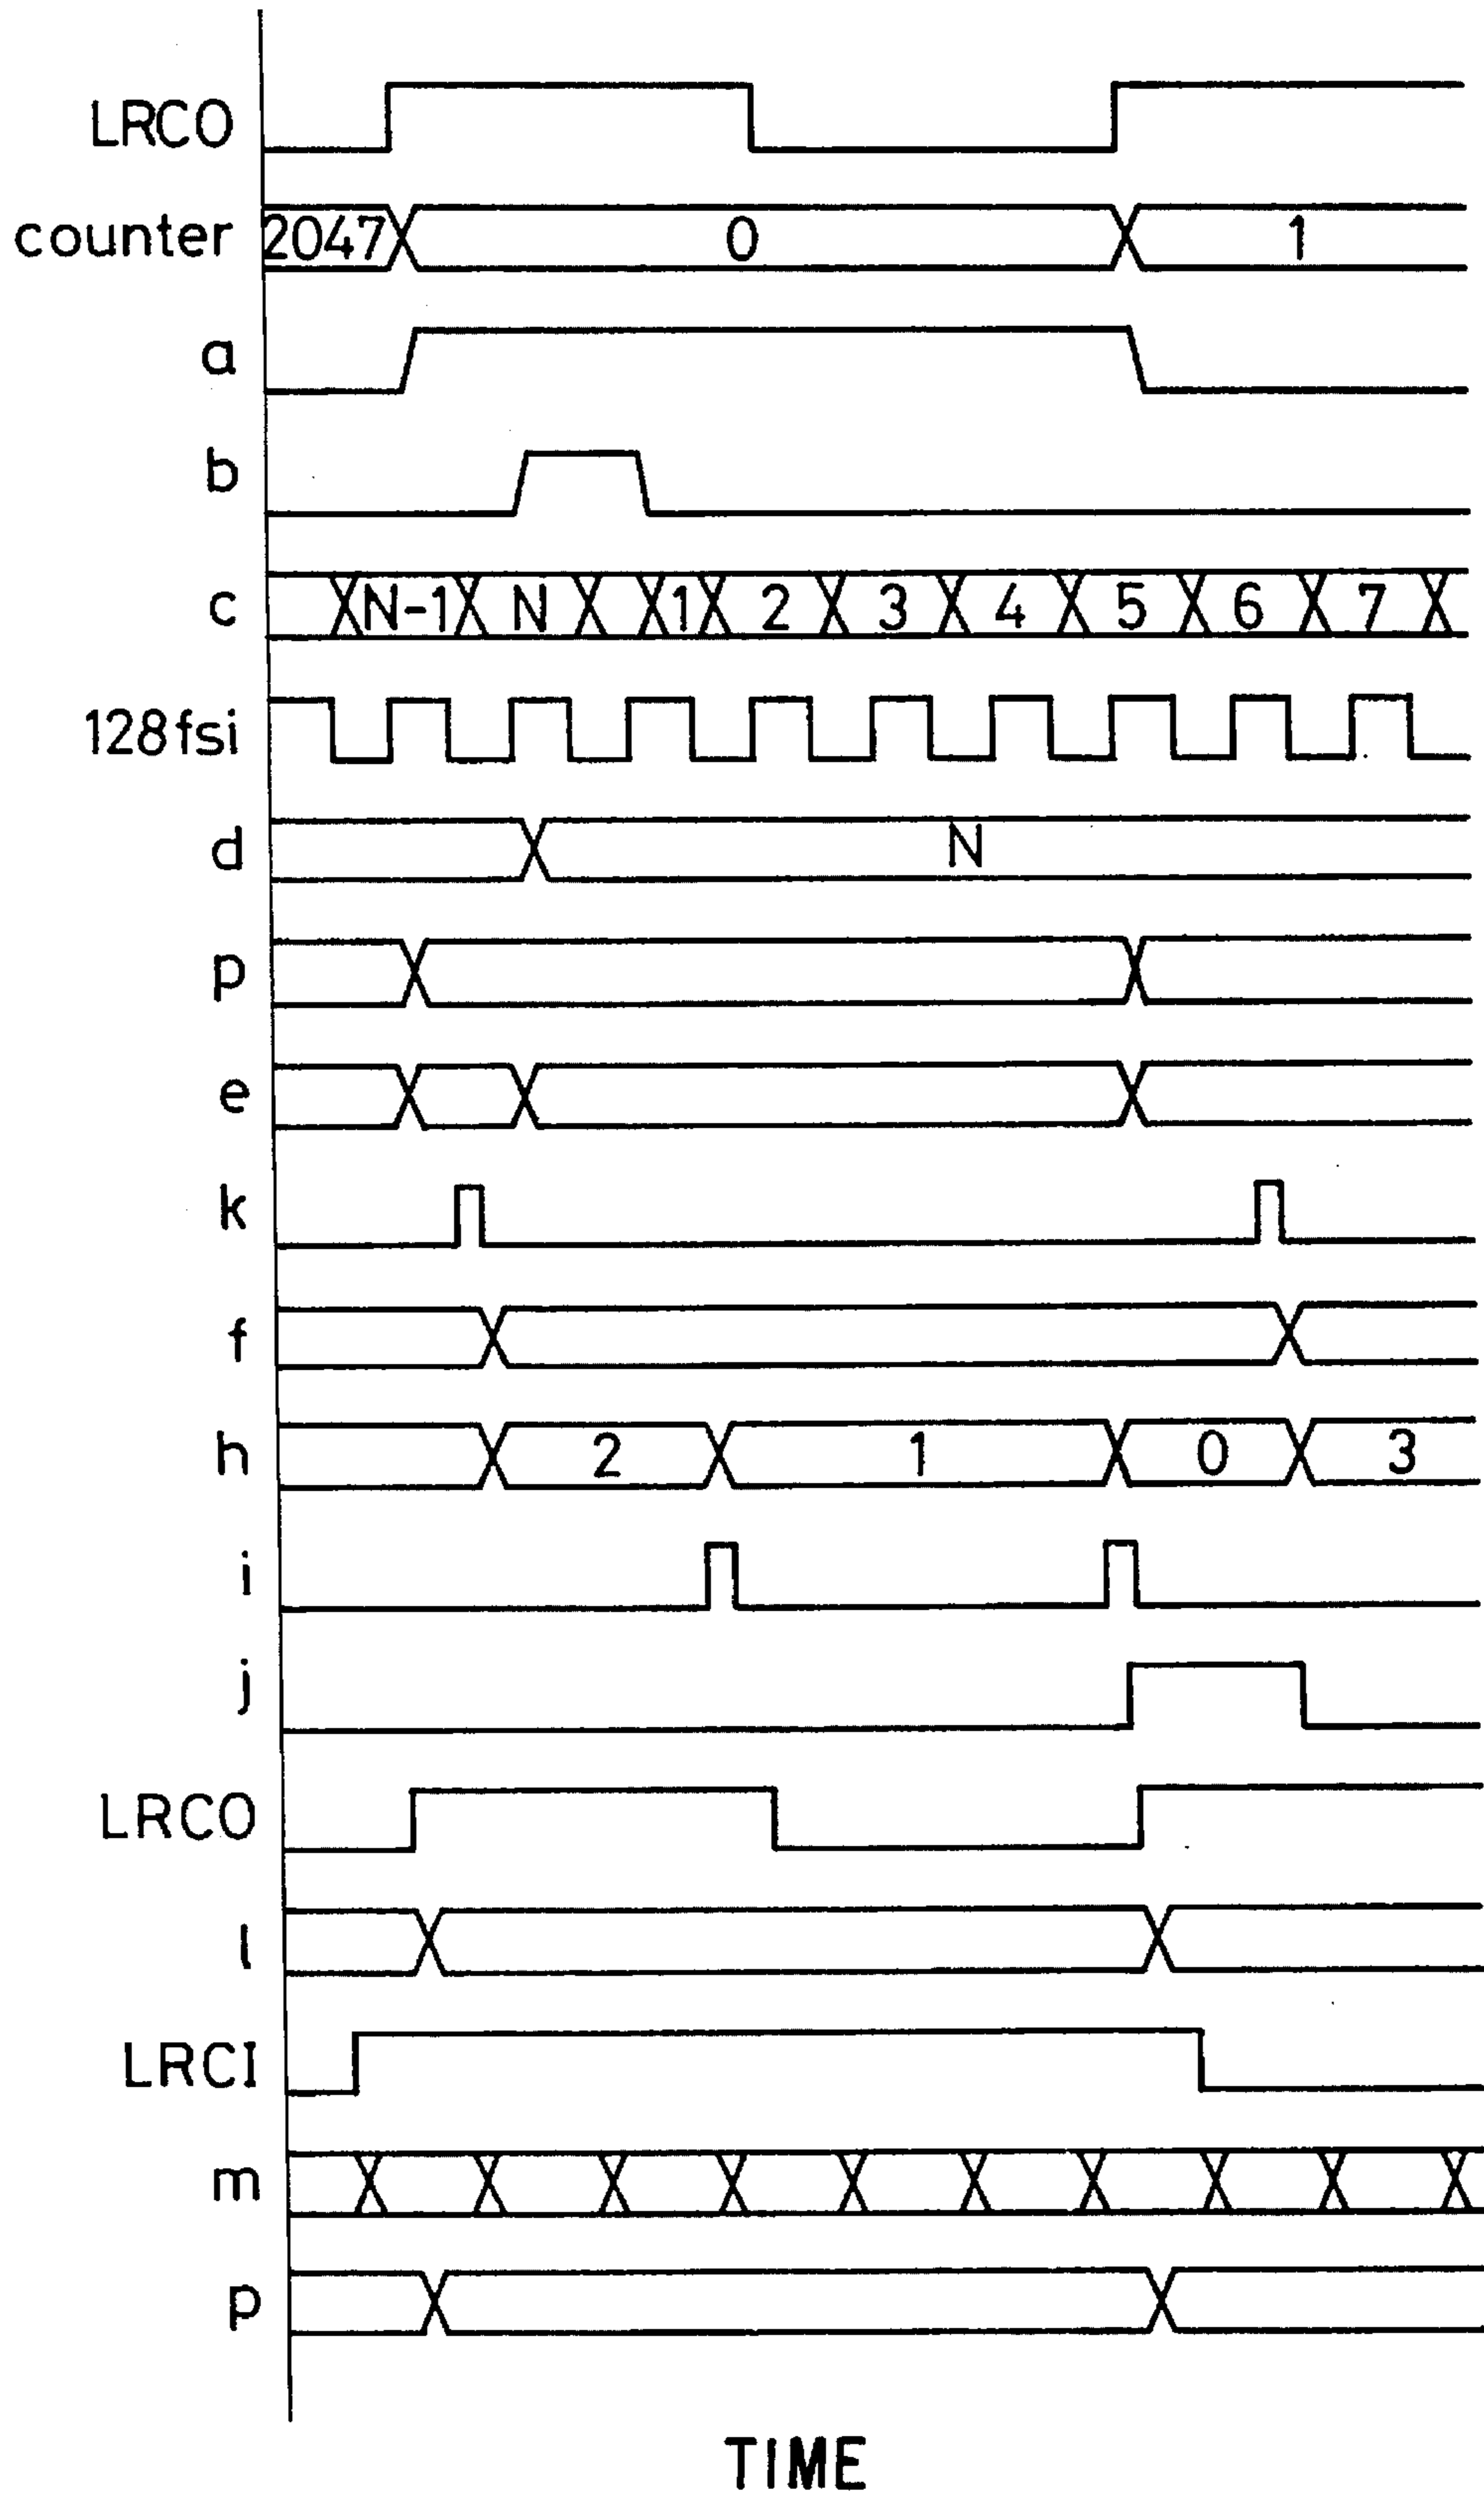 LRCO
counter 2047 0 1
a
b
c N-1 N 1 2 3 4 5 6 7
128fsi
d N
p
e
k
f
h 2 1 0 3
i
j
LRCO
l
LRCI
m
p
TIME